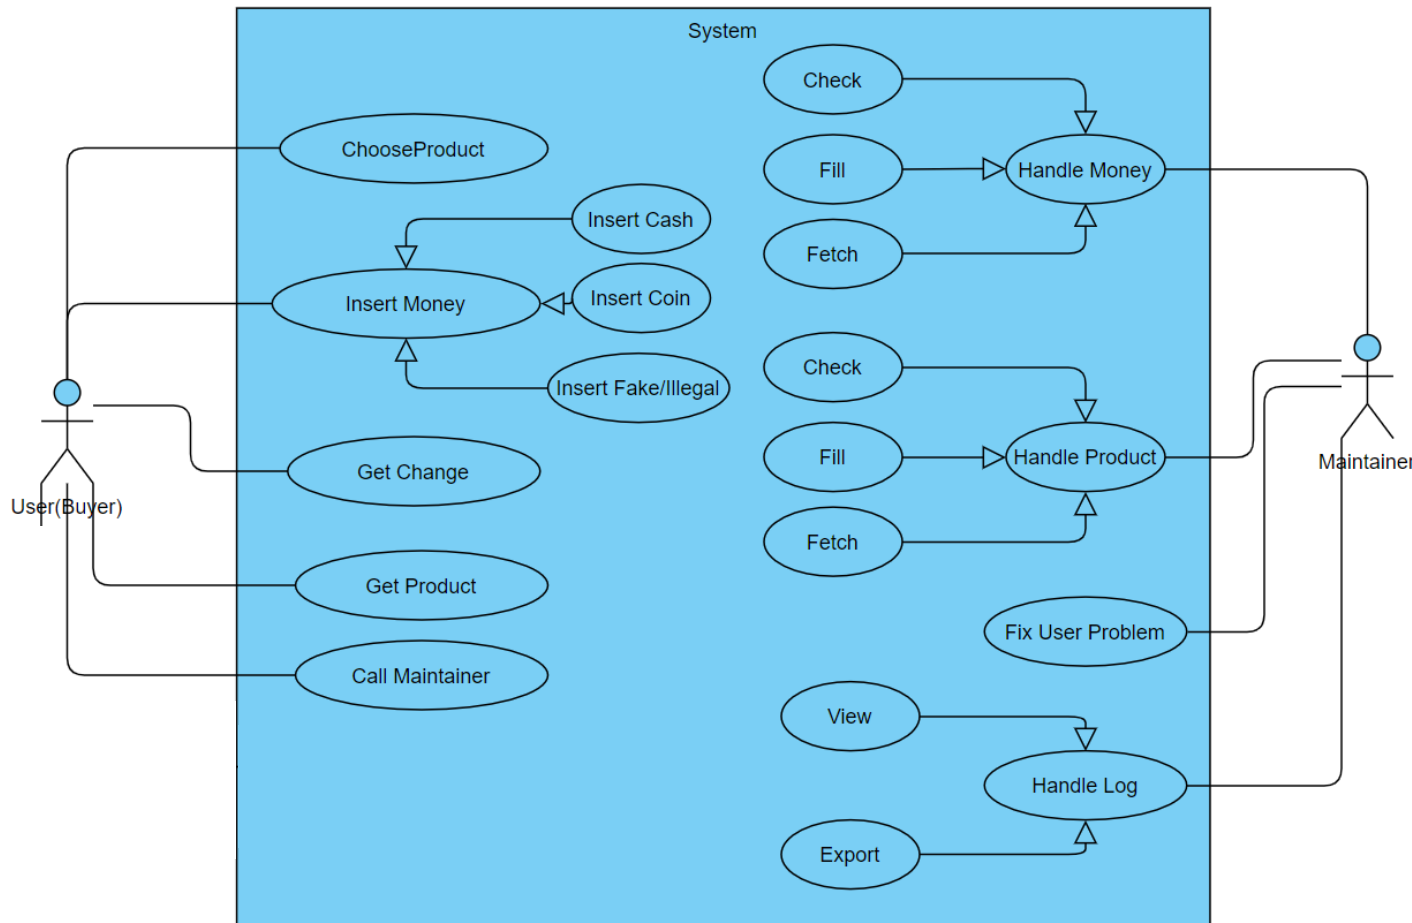 System
Check
ChooseProduct
Fill
Handle Money
Insert Cash
Fetch
Insert Money
Insert Coin
Check
Insert Fake/Illegal
Fill
Handle Product
Maintainer
Get Change
User(Buyer)
Fetch
Get Product
Fix User Problem
Call Maintainer
View
Handle Log
Export